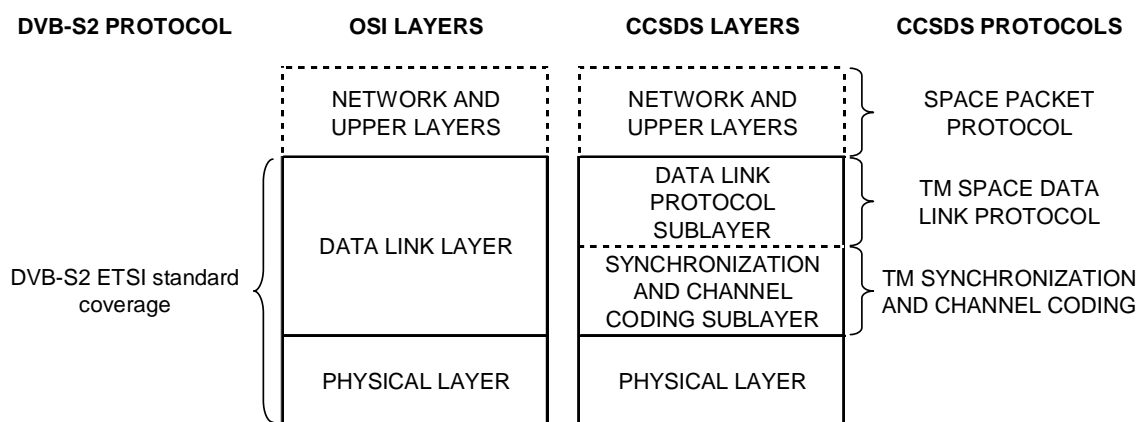 DVB-S2 PROTOCOL
OSI LAYERS
CCSDS LAYERS
CCSDS PROTOCOLS
NETWORK AND
UPPER LAYERS
NETWORK AND
UPPER LAYERS
SPACE PACKET
PROTOCOL
DATA LINK
PROTOCOL
SUBLAYER
TM SPACE DATA
LINK PROTOCOL
DATA LINK LAYER
DVB-S2 ETSI standard
coverage
SYNCHRONIZATION
AND CHANNEL
CODING SUBLAYER
TM SYNCHRONIZATION
AND CHANNEL CODING
PHYSICAL LAYER
PHYSICAL LAYER